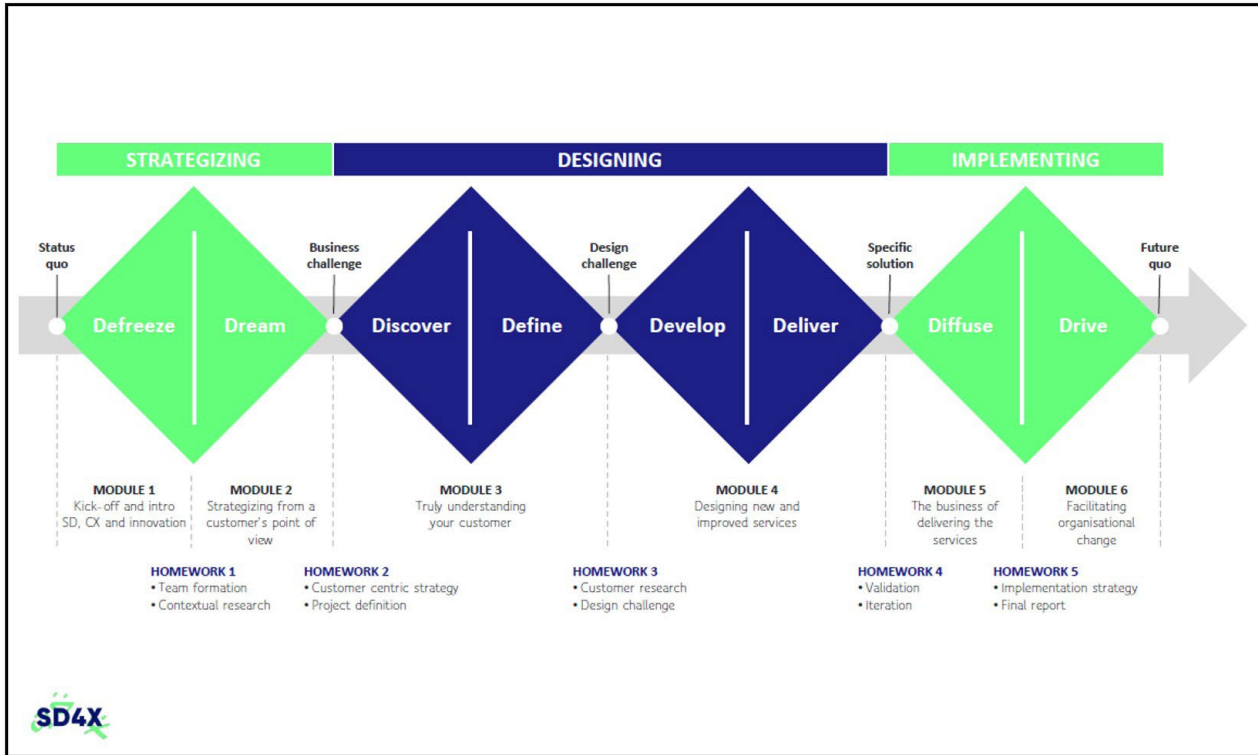 STRATEGIZING
DESIGNING
IMPLEMENTING
Status
quo
Business
challenge
Design
challenge
Specific
solution
Future
quo
Defreeze
Dream
Discover
Define
Develop
Deliver
Diffuse
Drive
MODULE 1
Kick-off and intro
SD, CX and innovation
MODULE 2
Strategizing from a
customer's point of
view
MODULE 3
Truly understanding
your customer
MODULE 4
Designing new and
improved services
MODULE 5
The business of
delivering the
services
MODULE 6
Facilitating
organisational
change
HOMEWORK 1
• Team formation
• Contextual research
HOMEWORK 2
• Customer centric strategy
• Project definition
HOMEWORK 3
• Customer research
• Design challenge
HOMEWORK 4
• Validation
• Iteration
HOMEWORK 5
• Implementation strategy
• Final report
SD4X